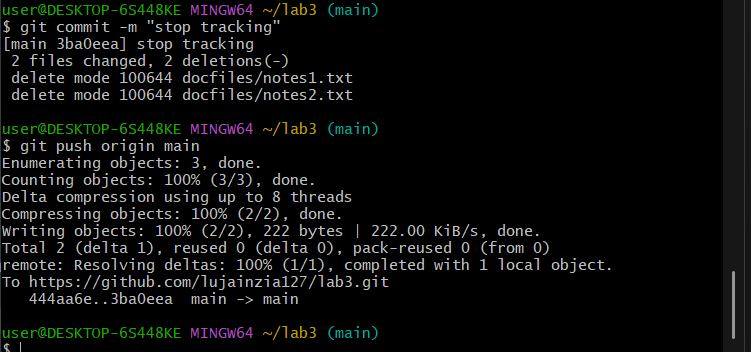 user@DESKTOP-6S448KE MINGW64 ~/lab3 (main)
$ git commit -m "stop tracking"
[main 3ba0eea] stop tracking
 2 files changed, 2 deletions(-)
 delete mode 100644 docfiles/notes1.txt
 delete mode 100644 docfiles/notes2.txt

user@DESKTOP-6S448KE MINGW64 ~/lab3 (main)
$ git push origin main
Enumerating objects: 3, done.
Counting objects: 100% (3/3), done.
Delta compression using up to 8 threads
Compressing objects: 100% (2/2), done.
Writing objects: 100% (2/2), 222 bytes | 222.00 KiB/s, done.
Total 2 (delta 1), reused 0 (delta 0), pack-reused 0 (from 0)
remote: Resolving deltas: 100% (1/1), completed with 1 local object.
To https://github.com/lujainzia127/lab3.git
   444aa6e..3ba0eea  main -> main

user@DESKTOP-6S448KE MINGW64 ~/lab3 (main)
$